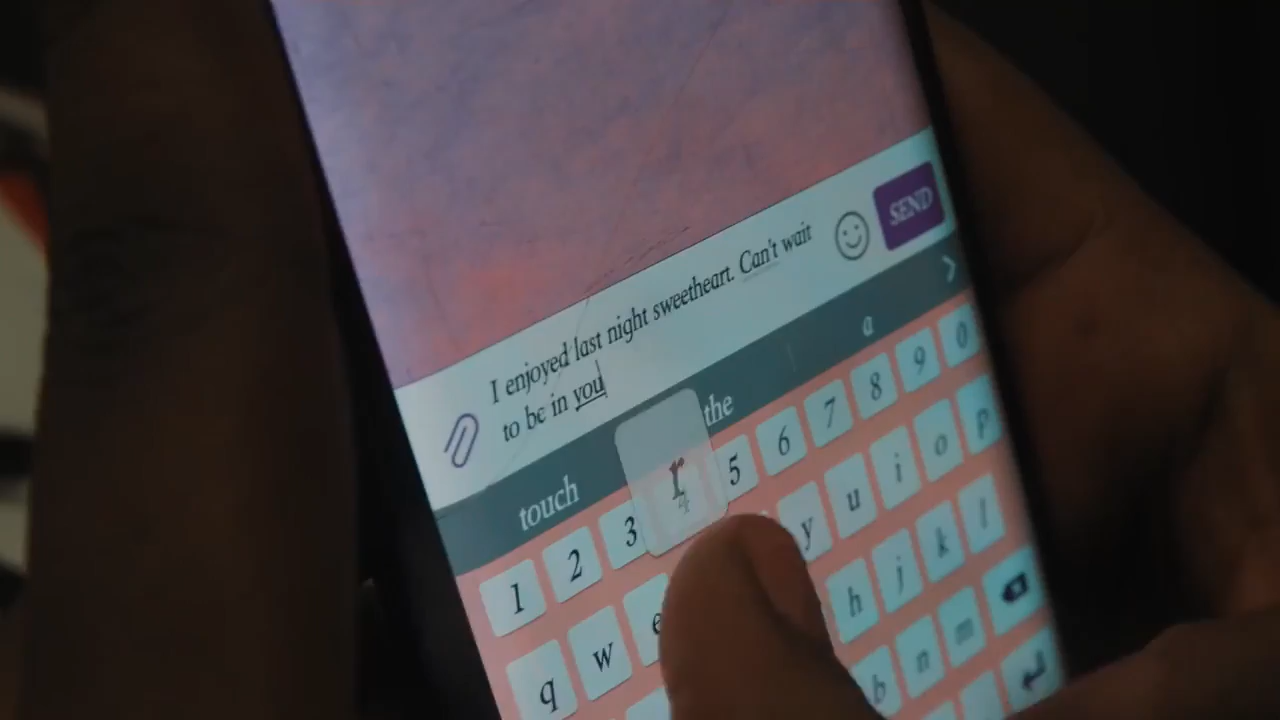 I enjoyed last night sweetheart. Can't wait
to be in you
SEND
touch
the
a
r
4
1 2 3 5 6 7 8 9 0
q w e y u i o p
h j k l
b n m